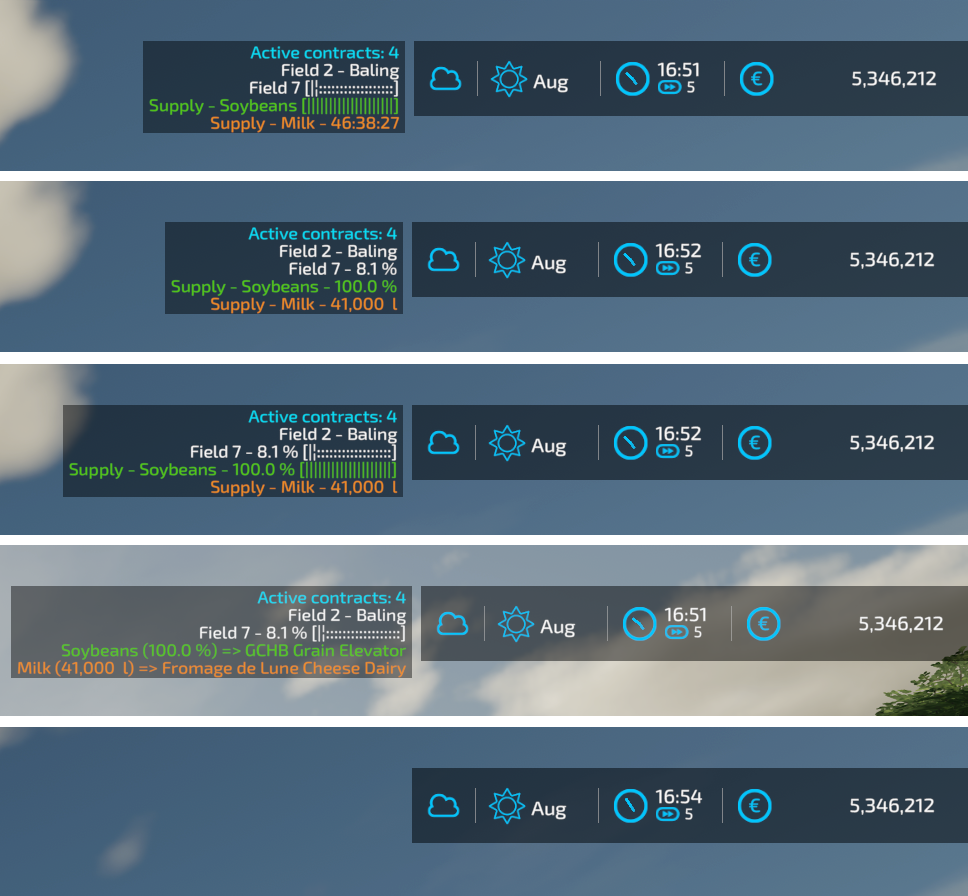 Active contracts: 4
Field 2 - Baling
Field 7 [||::::::::::::::::::]
Supply - Soybeans [||||||||||||||||||||]
Supply - Milk - 46:38:27
Aug
16:51
5
€
5,346,212
Active contracts: 4
Field 2 - Baling
Field 7 - 8.1 %
Supply - Soybeans - 100.0 %
Supply - Milk - 41,000 l
Aug
16:52
5
€
5,346,212
Active contracts: 4
Field 2 - Baling
Field 7 - 8.1 % [||::::::::::::::::::]
Supply - Soybeans - 100.0 % [||||||||||||||||||||]
Supply - Milk - 41,000 l
Aug
16:52
5
€
5,346,212
Active contracts: 4
Field 2 - Baling
Field 7 - 8.1 % [||::::::::::::::::::]
Soybeans (100.0 %) => GCHB Grain Elevator
Milk (41,000 l) => Fromage de Lune Cheese Dairy
Aug
16:51
5
€
5,346,212
Aug
16:54
5
€
5,346,212